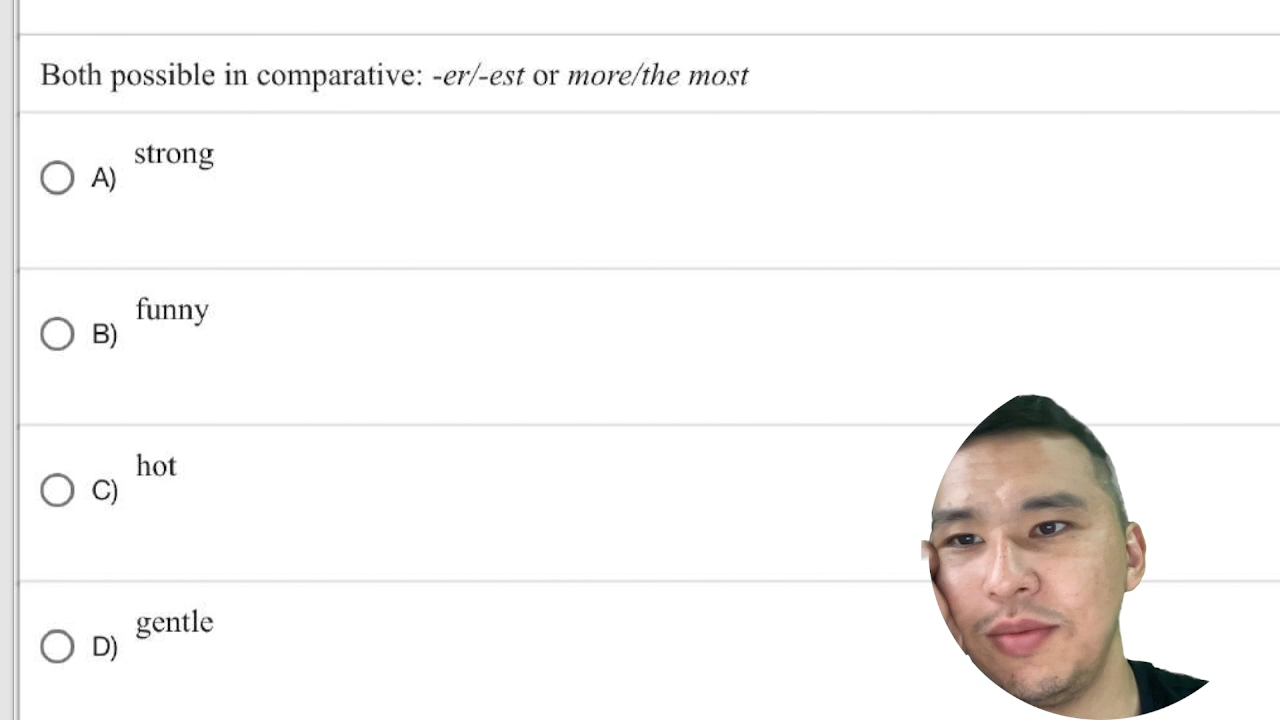 Both possible in comparative: -er/-est or more/the most
A) strong
B) funny
C) hot
D) gentle